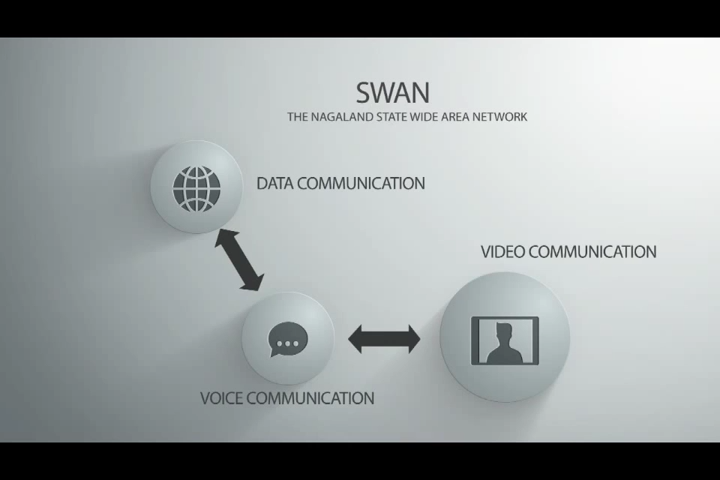 SWAN
THE NAGALAND STATE WIDE AREA NETWORK
DATA COMMUNICATION
VIDEO COMMUNICATION
VOICE COMMUNICATION